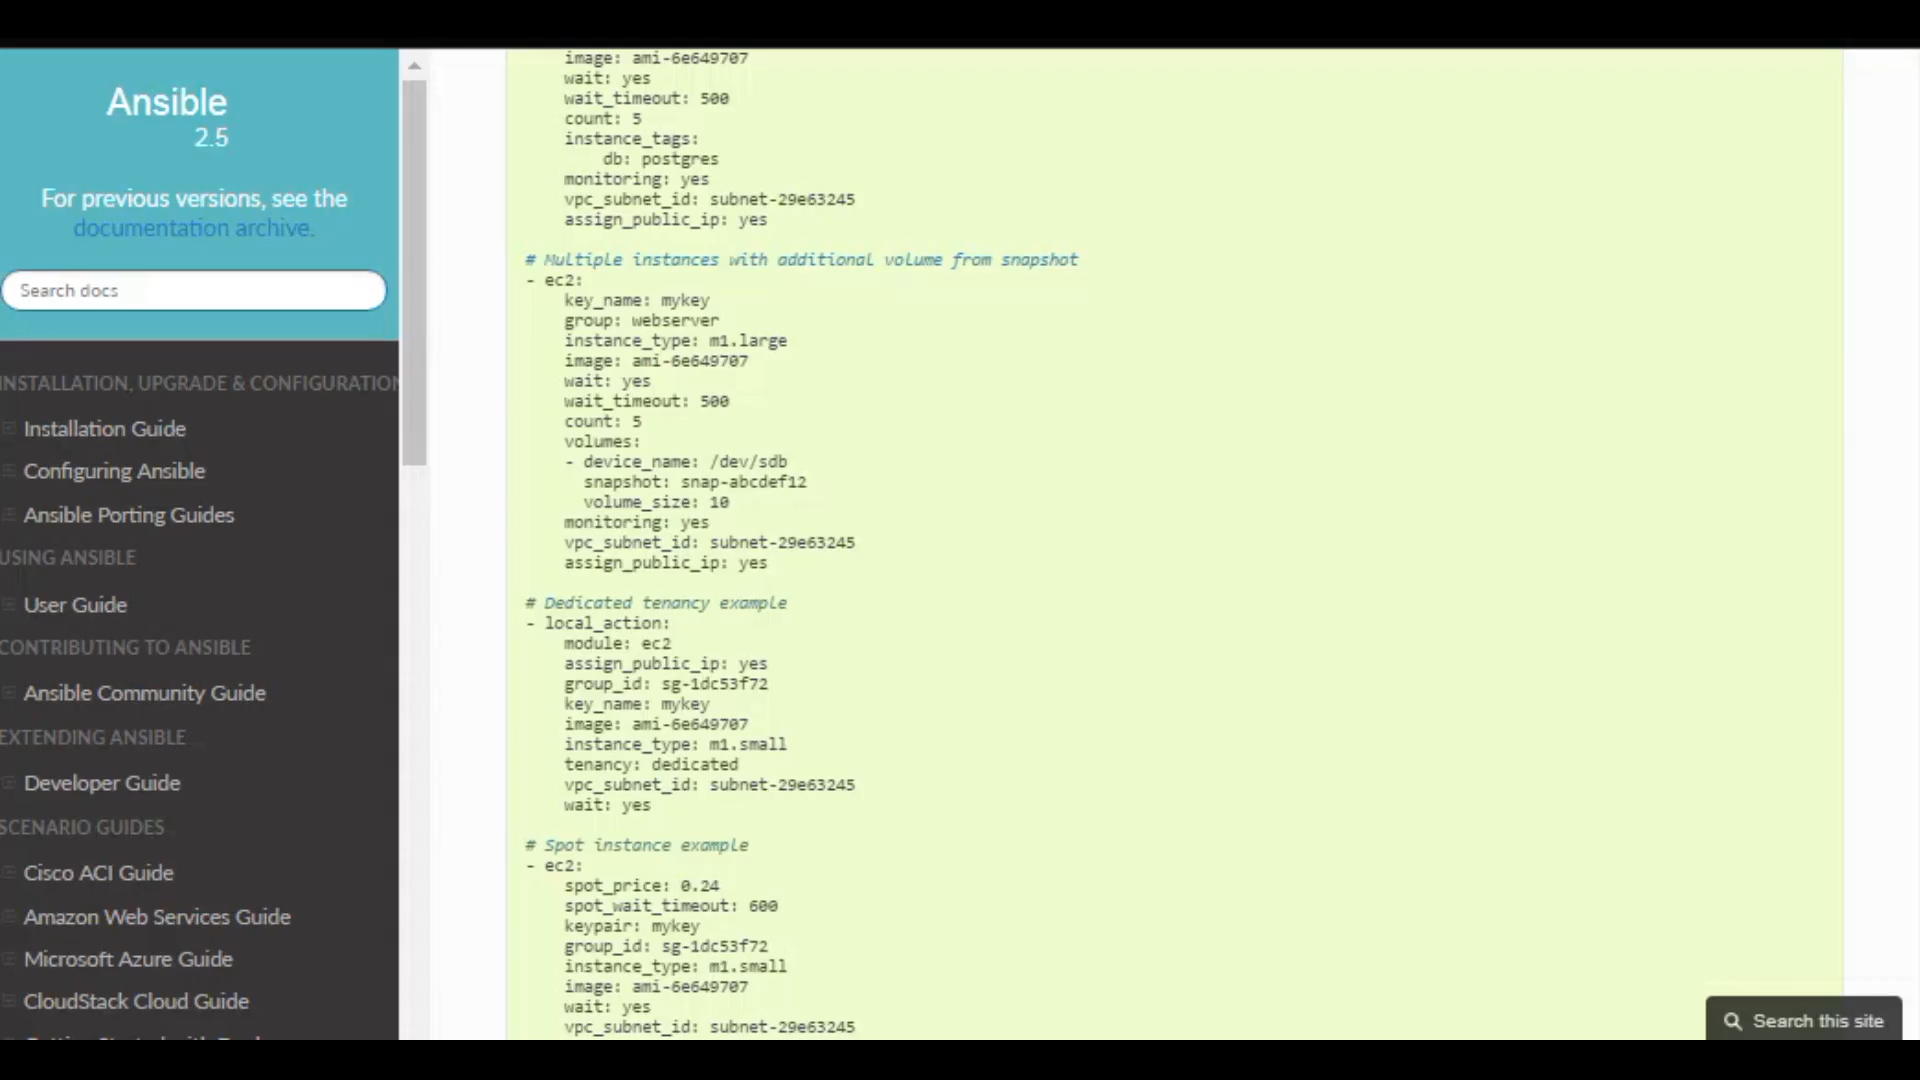 Ansible
2.5
For previous versions, see the
documentation archive.
Search docs
INSTALLATION, UPGRADE & CONFIGURATION
Installation Guide
Configuring Ansible
Ansible Porting Guides
USING ANSIBLE
User Guide
CONTRIBUTING TO ANSIBLE
Ansible Community Guide
EXTENDING ANSIBLE
Developer Guide
SCENARIO GUIDES
Cisco ACI Guide
Amazon Web Services Guide
Microsoft Azure Guide
CloudStack Cloud Guide
image: ami-6e649707
wait: yes
wait_timeout: 500
count: 5
instance_tags:
db: postgres
monitoring: yes
vpc_subnet_id: subnet-29e63245
assign_public_ip: yes
# Multiple instances with additional volume from snapshot
- ec2:
key_name: mykey
group: webserver
instance_type: m1.large
image: ami-6e649707
wait: yes
wait_timeout: 500
count: 5
volumes:
- device_name: /dev/sdb
snapshot: snap-abcdef12
volume_size: 10
monitoring: yes
vpc_subnet_id: subnet-29e63245
assign_public_ip: yes
# Dedicated tenancy example
- local_action:
module: ec2
assign_public_ip: yes
group_id: sg-1dc53f72
key_name: mykey
image: ami-6e649707
instance_type: m1.small
tenancy: dedicated
vpc_subnet_id: subnet-29e63245
wait: yes
# Spot instance example
- ec2:
spot_price: 0.24
spot_wait_timeout: 600
keypair: mykey
group_id: sg-1dc53f72
instance_type: m1.small
image: ami-6e649707
wait: yes
vpc_subnet_id: subnet-29e63245
Search this site